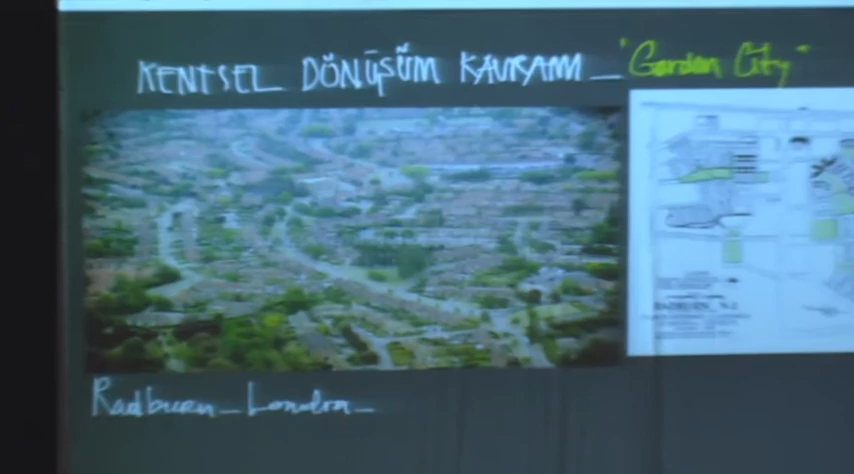 KENTSEL DÖNÜŞÜM KAVRAMI _ "Garden City"
Radburn _ London _